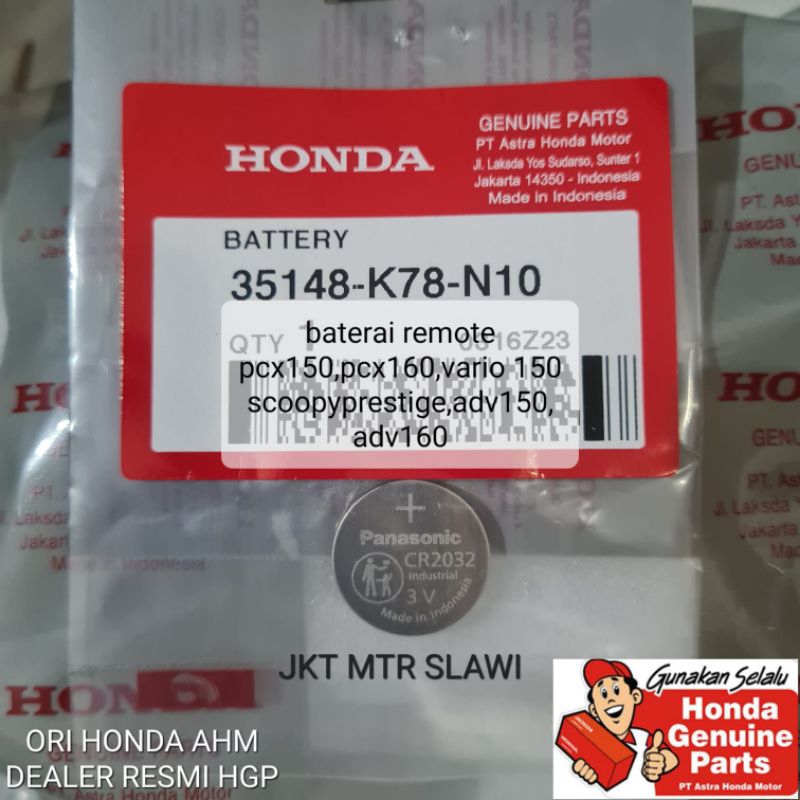 HONDA
GENUINE PARTS
PT Astra Honda Motor
Jl. Laksda Yos Sudarso, Sunter 1
Jakarta 14350 - Indonesia
Made in Indonesia
BATTERY
35148-K78-N10
QTY 1
0816Z23
baterai remote
pcx150,pcx160,vario 150
scoopyprestige,adv150,
adv160
+
Panasonic
CR2032
Industrial
3 V
Made in Indonesia
JKT MTR SLAWI
ORI HONDA AHM
DEALER RESMI HGP
Gunakan Selalu
Honda
Genuine
Parts
PT Astra Honda Motor